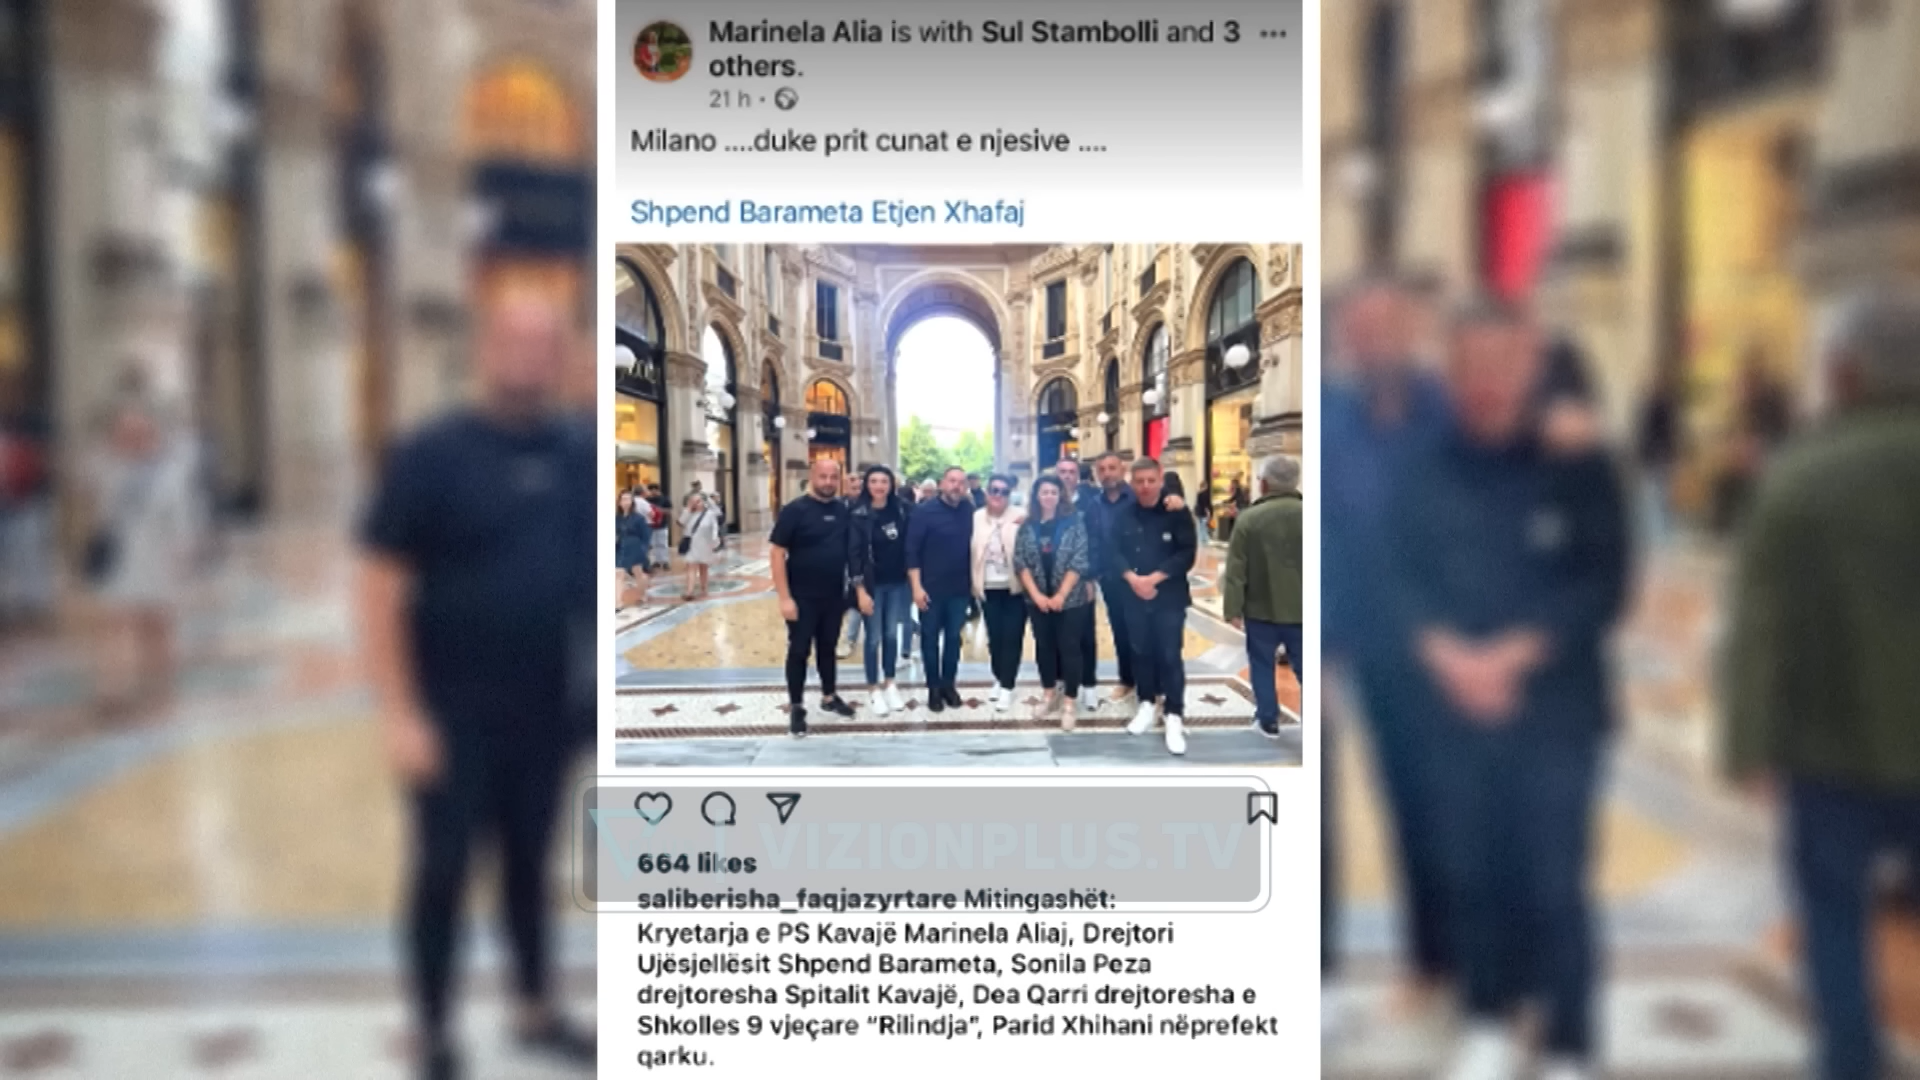 Marinela Alia is with Sul Stambolli and 3
others.
21 h ·
Milano ....duke prit cunat e njesive ....
Shpend Barameta Etjen Xhafaj
VIZIONPLUS.TV
664 likes
saliberisha_faqjazyrtare Mitingashët:
Kryetarja e PS Kavajë Marinela Aliaj, Drejtori
Ujësjellësit Shpend Barameta, Sonila Peza
drejtoresha Spitalit Kavajë, Dea Qarri drejtoresha e
Shkolles 9 vjeçare “Rilindja”, Parid Xhihani nëprefekt
qarku.